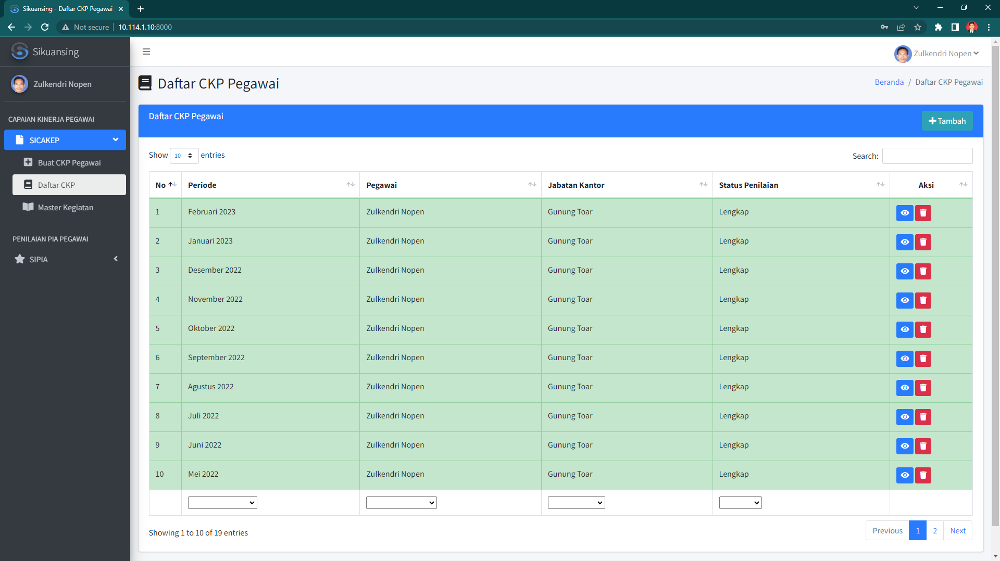 Sikuansing - Daftar CKP Pegawai
Not secure 10.114.1.10:8000
Sikuansing
Zulkendri Nopen
Zulkendri Nopen
Daftar CKP Pegawai
Beranda / Daftar CKP Pegawai
CAPAIAN KINERJA PEGAWAI
SICAKEP
Buat CKP Pegawai
Daftar CKP
Master Kegiatan
PENILAIAN PIA PEGAWAI
SIPIA
Daftar CKP Pegawai
Tambah
Show 10 entries
Search:
No Periode Pegawai Jabatan Kantor Status Penilaian Aksi
1 Februari 2023 Zulkendri Nopen Gunung Toar Lengkap
2 Januari 2023 Zulkendri Nopen Gunung Toar Lengkap
3 Desember 2022 Zulkendri Nopen Gunung Toar Lengkap
4 November 2022 Zulkendri Nopen Gunung Toar Lengkap
5 Oktober 2022 Zulkendri Nopen Gunung Toar Lengkap
6 September 2022 Zulkendri Nopen Gunung Toar Lengkap
7 Agustus 2022 Zulkendri Nopen Gunung Toar Lengkap
8 Juli 2022 Zulkendri Nopen Gunung Toar Lengkap
9 Juni 2022 Zulkendri Nopen Gunung Toar Lengkap
10 Mei 2022 Zulkendri Nopen Gunung Toar Lengkap
Showing 1 to 10 of 19 entries
Previous 1 2 Next